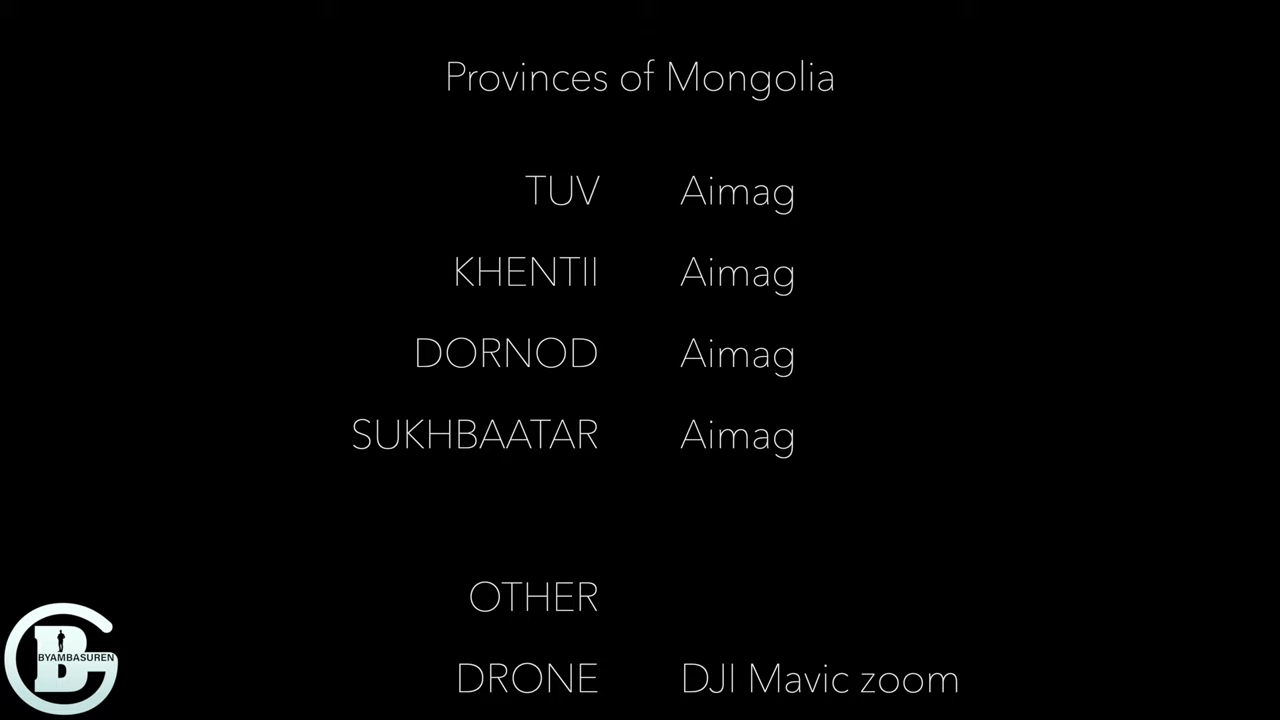 Provinces of Mongolia
TUV Aimag
KHENTII Aimag
DORNOD Aimag
SUKHBAATAR Aimag
OTHER
DRONE DJI Mavic zoom
B
BYAMBASUREN